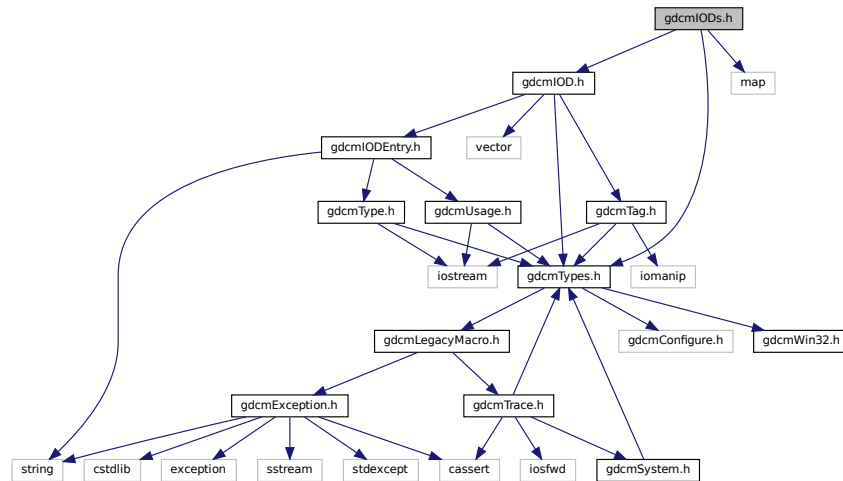 gdcmIODs.h
gdcmIOD.h
map
gdcmIODEntry.h
vector
gdcmType.h
gdcmUsage.h
gdcmTag.h
iostream
gdcmTypes.h
iomanip
gdcmLegacyMacro.h
gdcmConfigure.h
gdcmWin32.h
gdcmException.h
gdcmTrace.h
string
cstdlib
exception
sstream
stdexcept
cassert
iosfwd
gdcmSystem.h